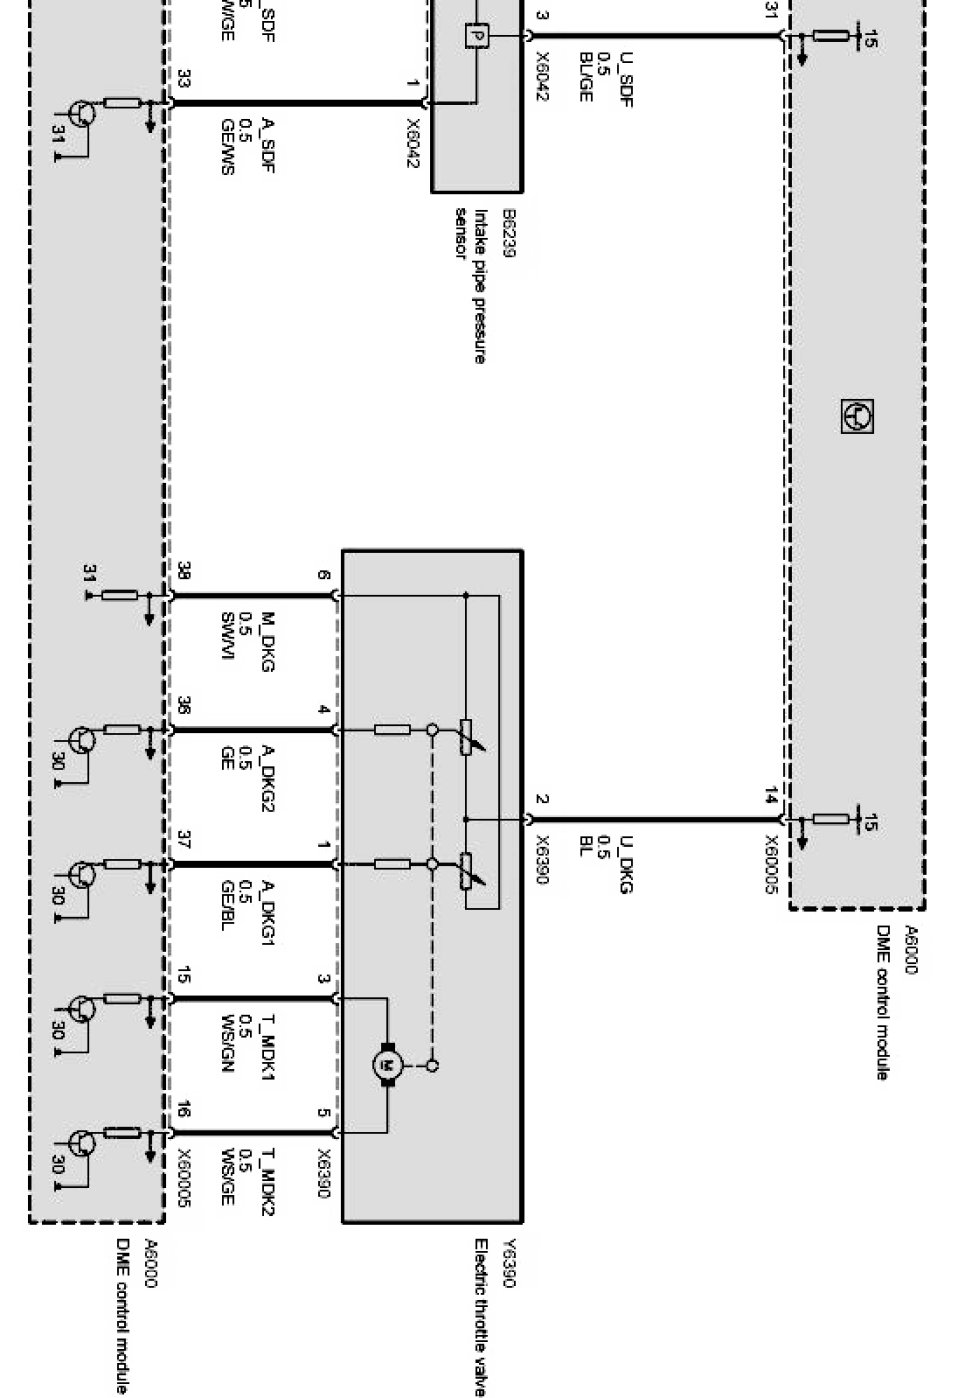 15
31
U_SDF
0.5
BL/GE
3
X6042
P
1
X6042
B6239
Intake pipe pressure
sensor
_SDF
5
W/GE
33
A_SDF
0.5
GE/WS
31
15
14
X60005
A6000
DME control module
U_DKG
0.5
BL
2
X6390
6
4
1
3
5
X6390
M
Y6390
Electric throttle valve
M_DKG
0.5
SW/VI
A_DKG2
0.5
GE
A_DKG1
0.5
GE/BL
T_MDK1
0.5
WS/GN
T_MDK2
0.5
WS/GE
38
36
37
15
16
X60005
31
30
30
30
30
A6000
DME control module